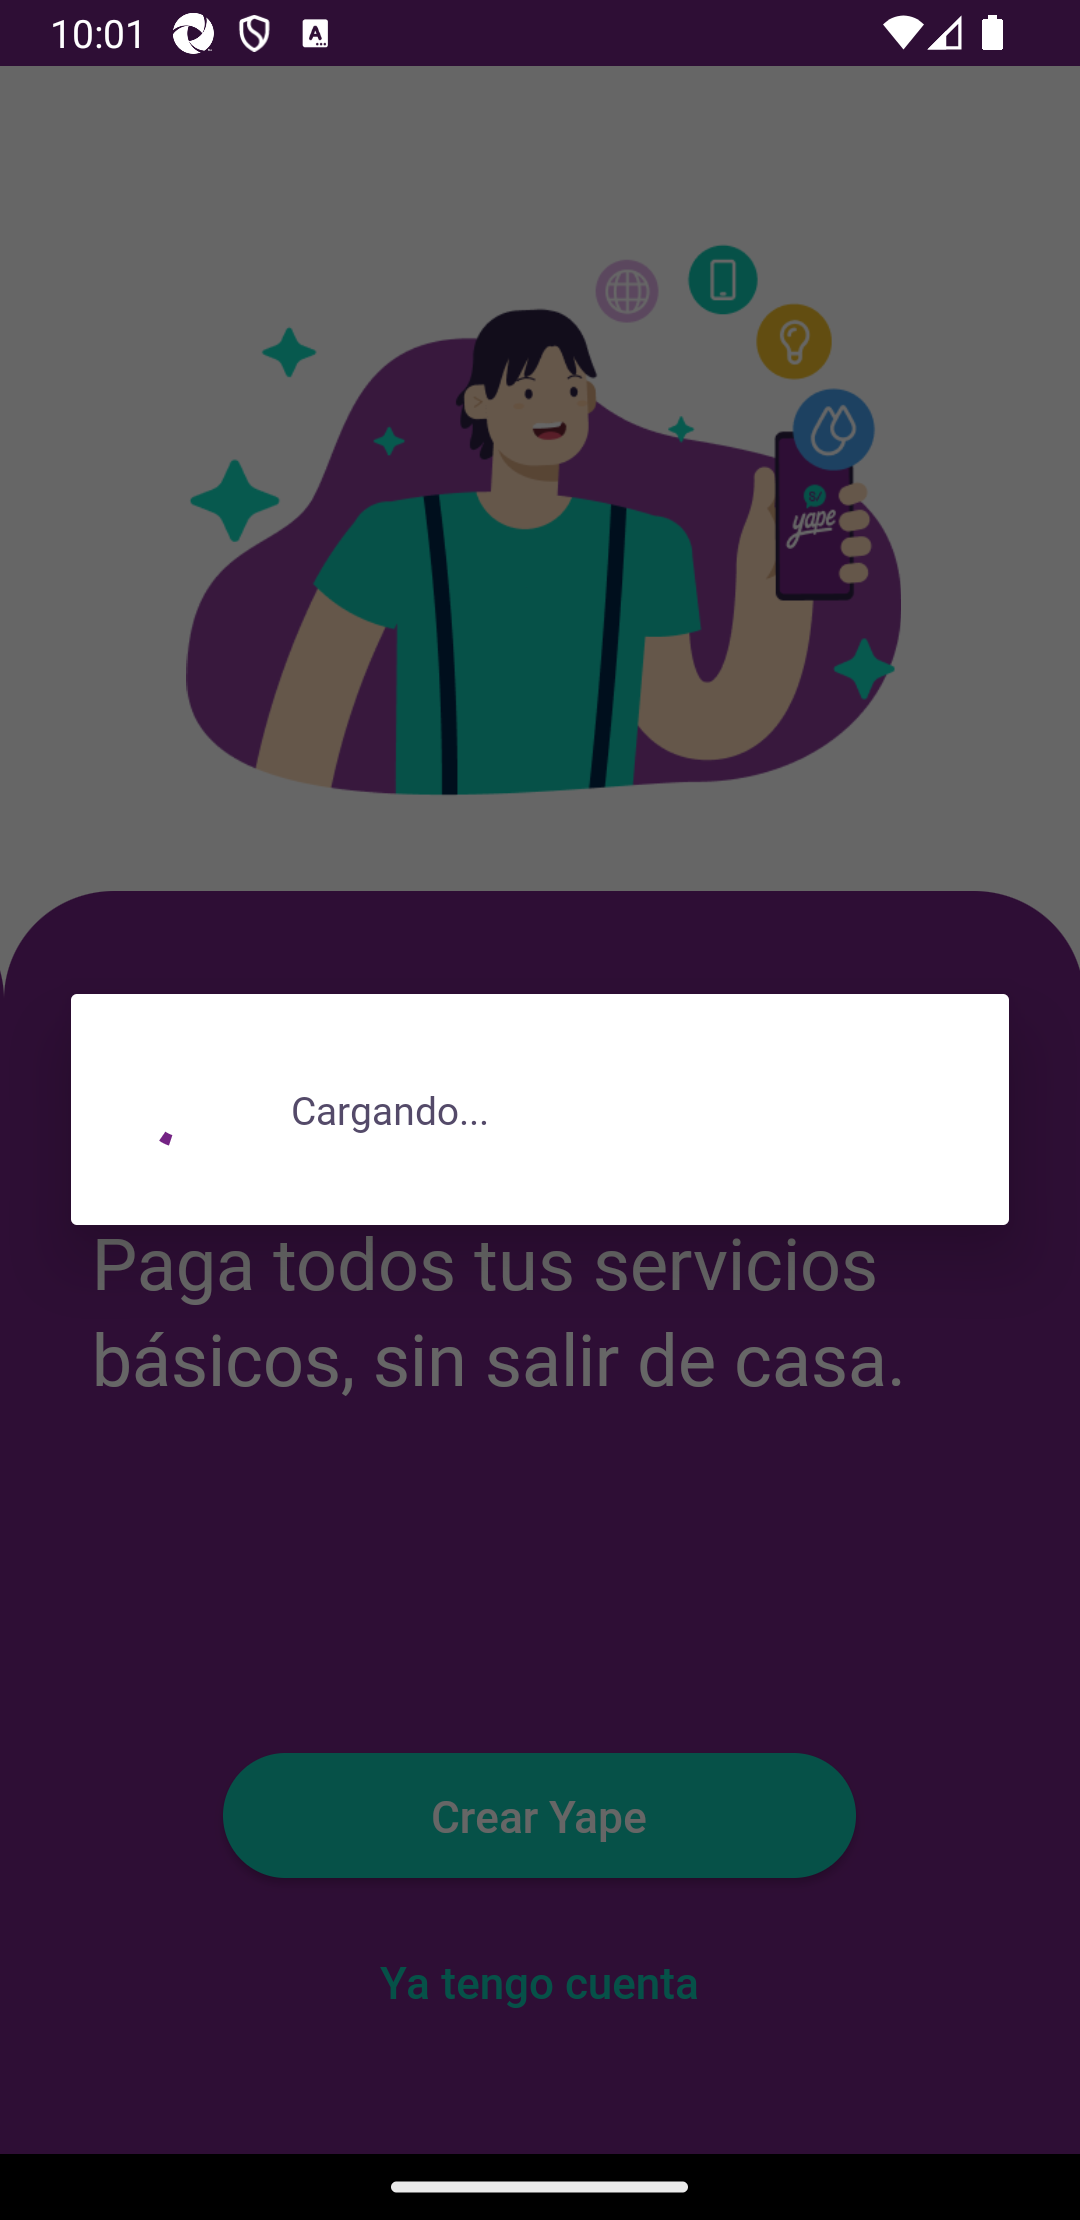 10:01
S/
yape
Cargando...
Paga todos tus servicios
básicos, sin salir de casa.
Crear Yape
Ya tengo cuenta